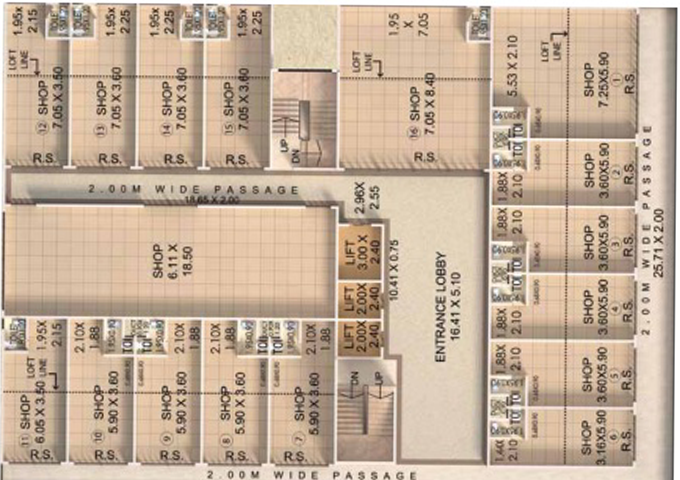 1.95X
2.15
LOFT
LINE
12 SHOP
7.05 X 3.50
R.S.
TOILET
1.95x
2.25
13 SHOP
7.05 X 3.60
R.S.
1.95x
2.25
14 SHOP
7.05 X 3.60
R.S.
TOILET
1.95x
2.25
15 SHOP
7.05 X 3.60
R.S.
UP
DN
1.95
X
7.05
LOFT
LINE
16 SHOP
7.05 X 8.40
R.S.
5.53 X 2.10
LOFT
LINE
SHOP 1
7.25X5.90
R.S.
1.88X
2.10
SHOP 2
3.60X5.90
R.S.
1.88X
2.10
SHOP 3
3.60X5.90
R.S.
1.88X
2.10
SHOP 4
3.60X5.90
R.S.
1.88X
2.10
SHOP 5
3.60X5.90
R.S.
2.10
SHOP 6
3.16X5.90
R.S.
2.00M WIDE PASSAGE
25.71 X 2.00
2.00M WIDE PASSAGE
18.65 X 2.00
2.96X
2.55
SHOP
6.11 X
18.50
LIFT
3.00 X
2.40
LIFT
2.00X
2.40
LIFT
2.00X
2.40
10.41 X 0.75
ENTRANCE LOBBY
16.41 X 5.10
1.95X
2.15
LOFT
LINE
11 SHOP
6.05 X 3.50
R.S.
2.10X
1.88
10 SHOP
5.90 X 3.60
R.S.
2.10X
1.88
9 SHOP
5.90 X 3.60
R.S.
2.10X
1.88
8 SHOP
5.90 X 3.60
R.S.
2.10X
1.88
7 SHOP
5.90 X 3.60
R.S.
DN
UP
2.00M WIDE PASSAGE